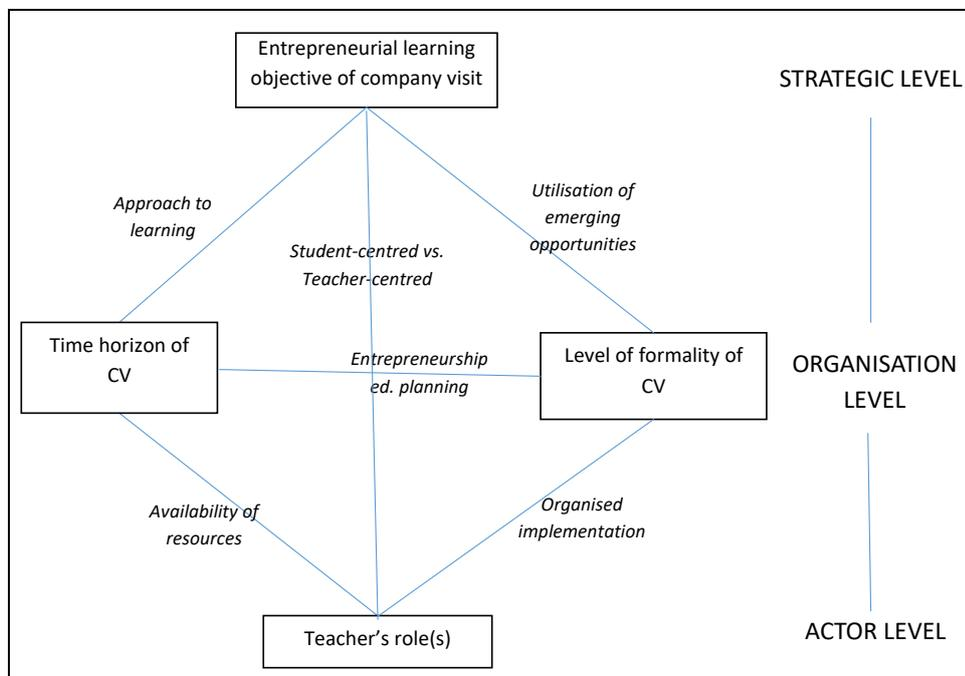 Entrepreneurial learning
objective of company visit
STRATEGIC LEVEL
Approach to
learning
Utilisation of
emerging
opportunities
Student-centred vs.
Teacher-centred
Time horizon of
CV
Entrepreneurship
ed. planning
Level of formality of
CV
ORGANISATION
LEVEL
Availability of
resources
Organised
implementation
Teacher’s role(s)
ACTOR LEVEL